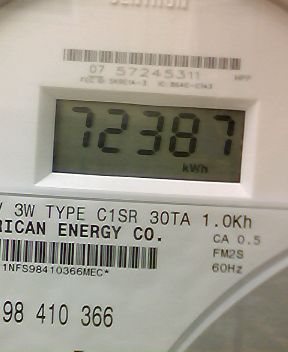 07 57245311
72387
kWh
V 3W TYPE C1SR 30TA 1.0Kh
RICAN ENERGY CO.
CA 0.5
FM2S
60Hz
1NFS98410366MEC*
98 410 366